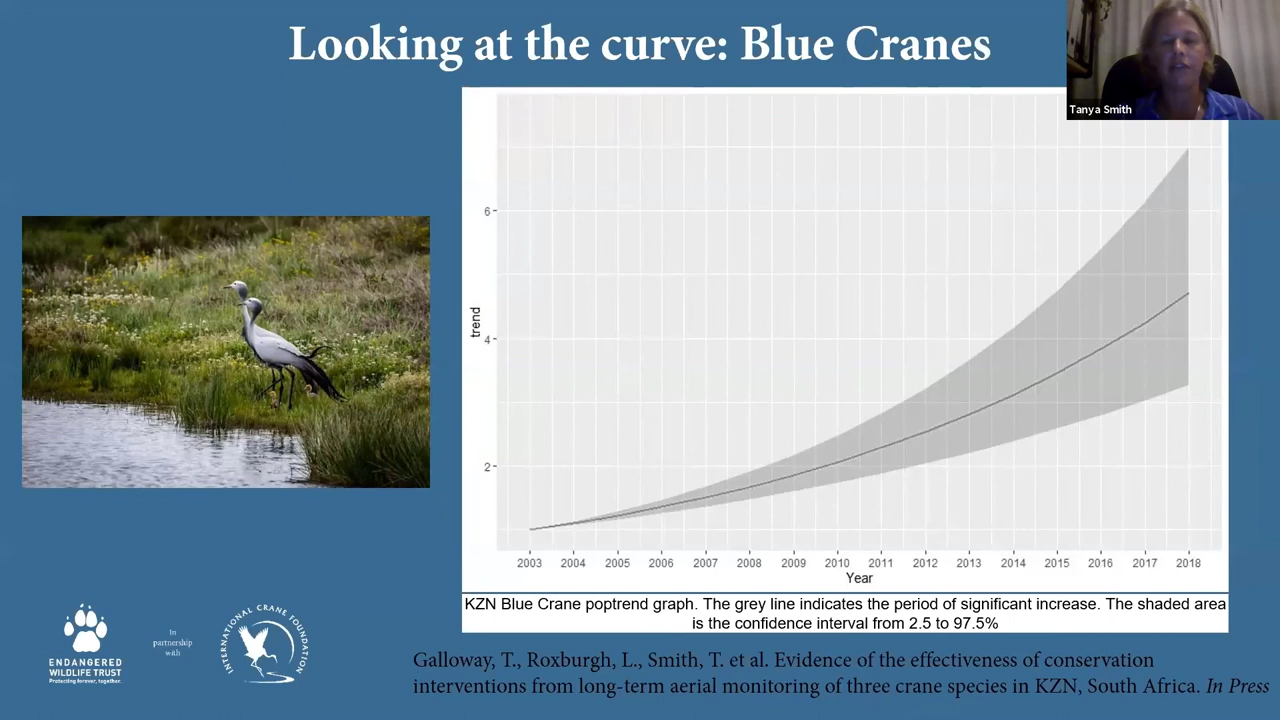 Looking at the curve: Blue Cranes
Tanya Smith
6
4
2
trend
2003 2004 2005 2006 2007 2008 2009 2010 2011 2012 2013 2014 2015 2016 2017 2018
Year
KZN Blue Crane poptrend graph. The grey line indicates the period of significant increase. The shaded area
is the confidence interval from 2.5 to 97.5%
ENDANGERED
WILDLIFE TRUST
Protecting forever, together.
In
partnership
with
INTERNATIONAL CRANE FOUNDATION
Galloway, T., Roxburgh, L., Smith, T. et al. Evidence of the effectiveness of conservation
interventions from long-term aerial monitoring of three crane species in KZN, South Africa. In Press